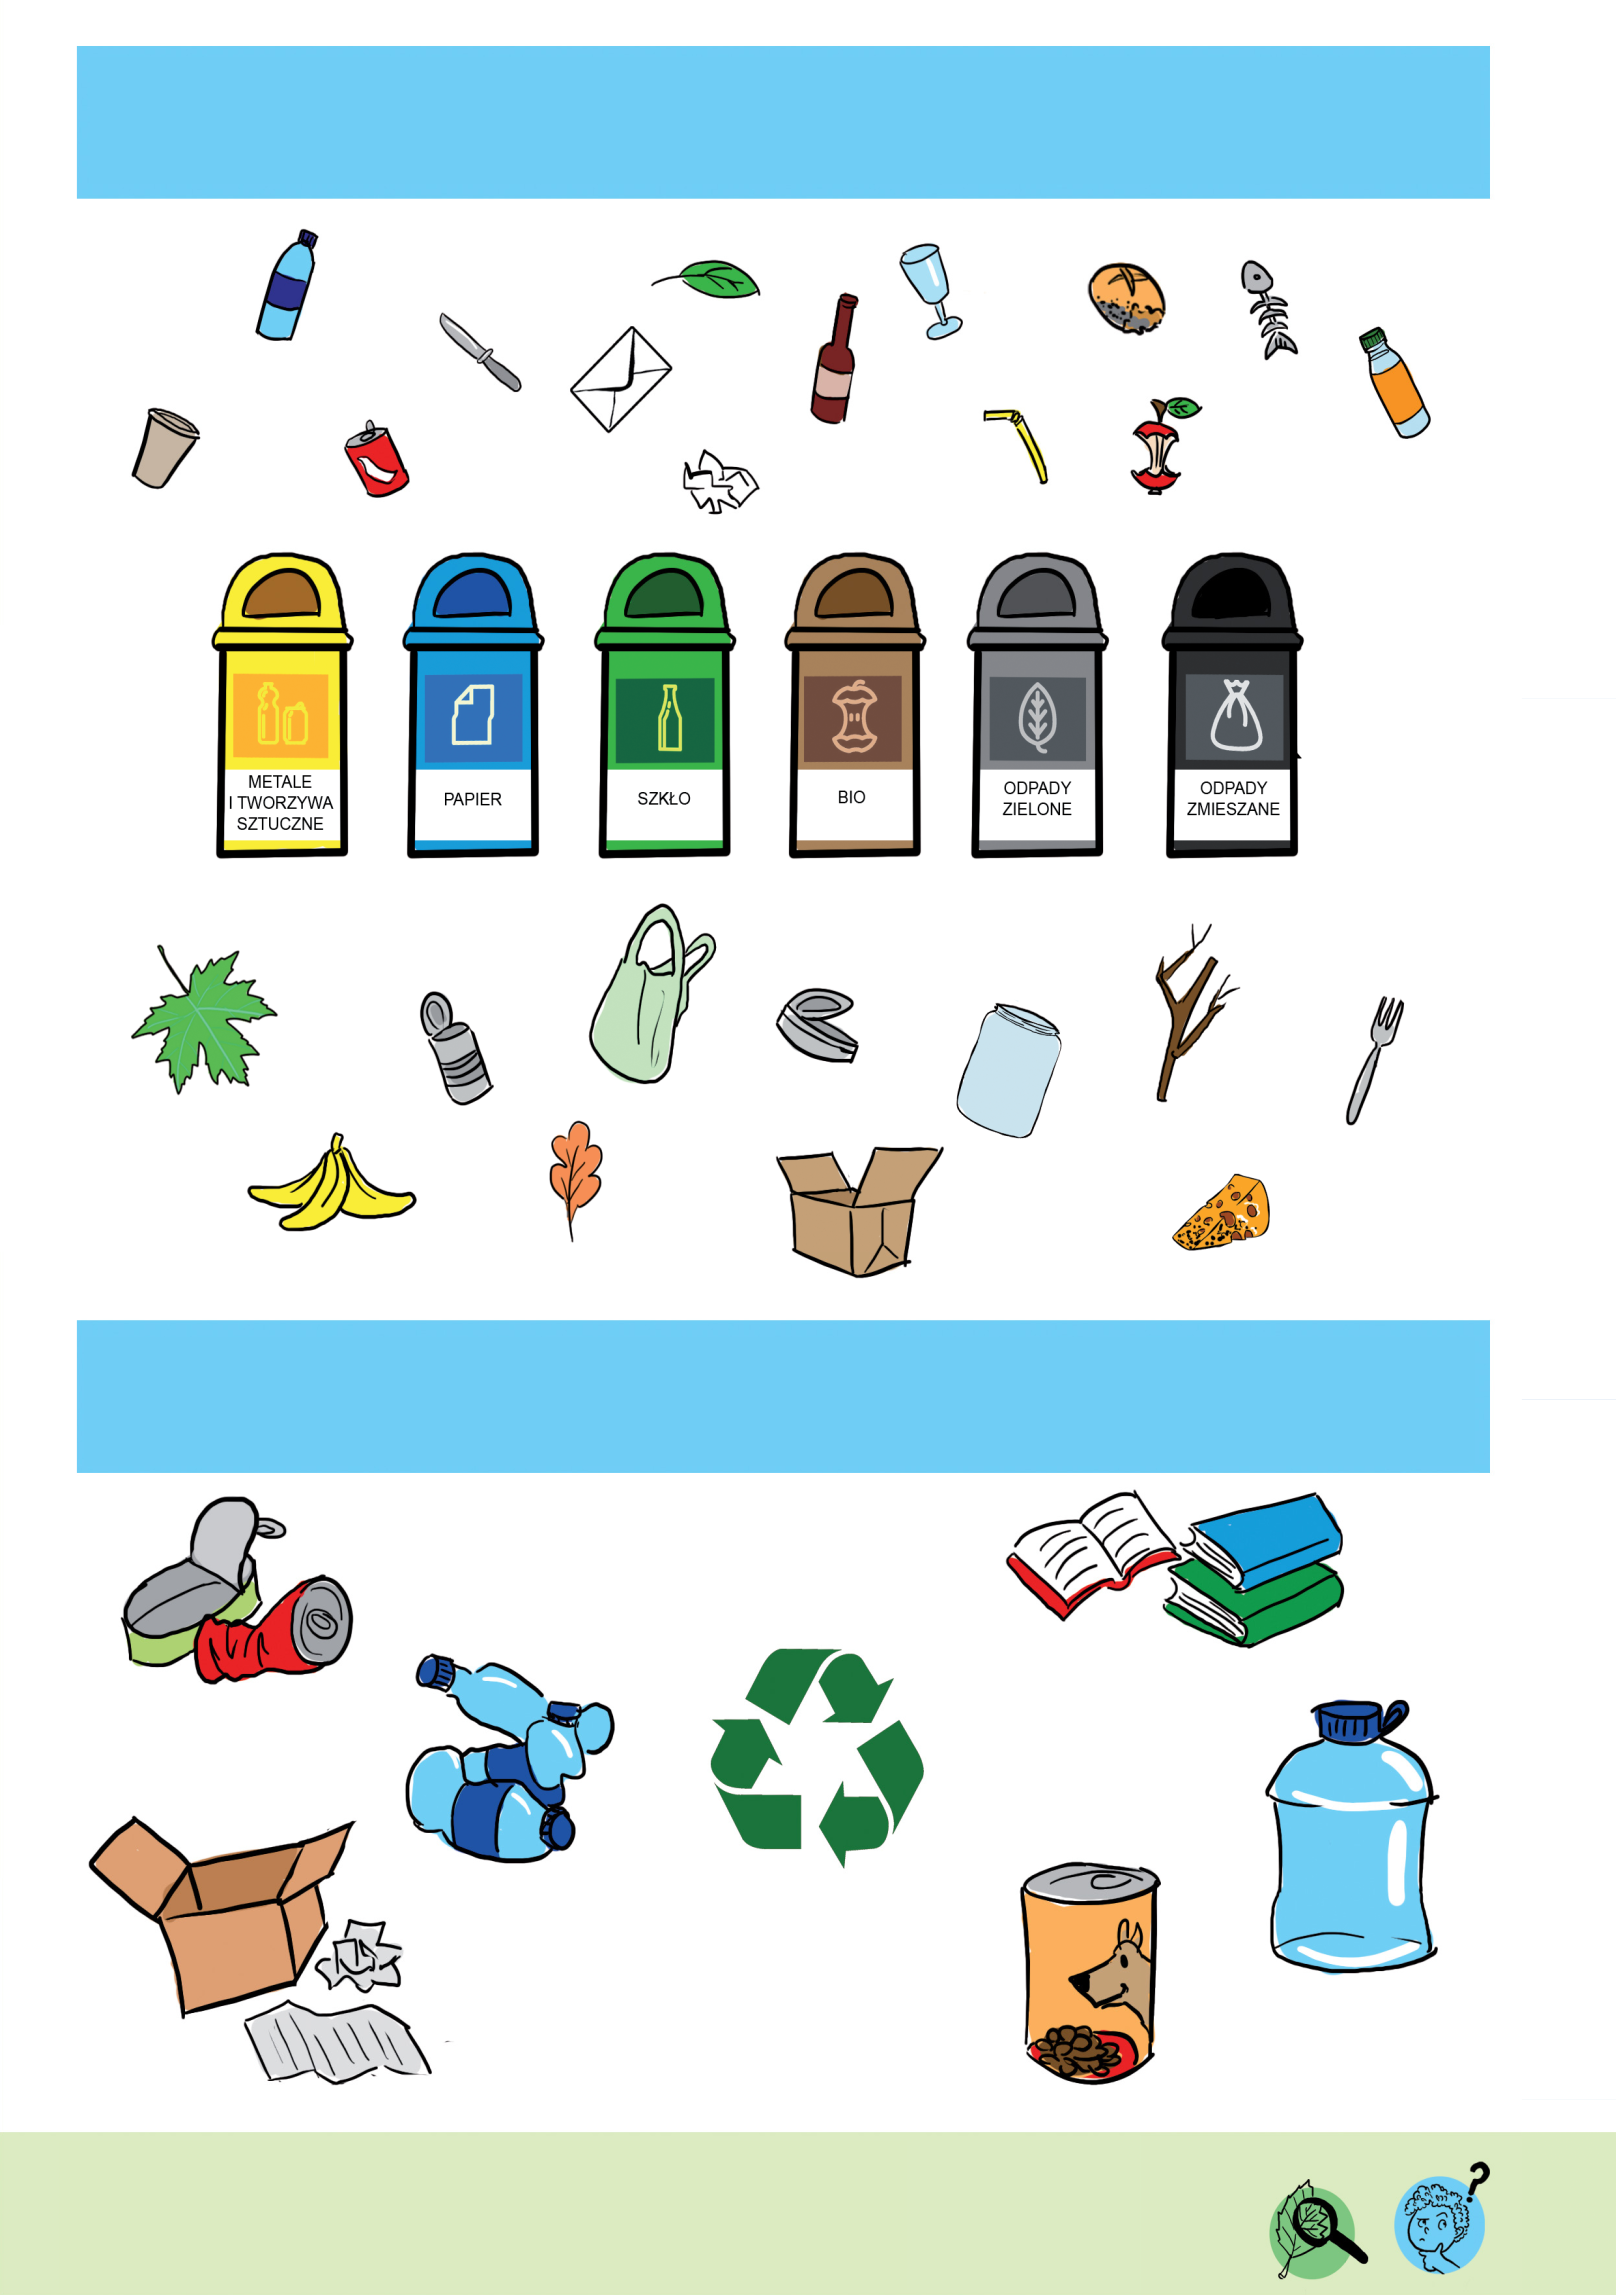 METALE
I TWORZYWA
SZTUCZNE
PAPIER
SZKŁO
BIO
ODPADY
ZIELONE
ODPADY
ZMIESZANE
?